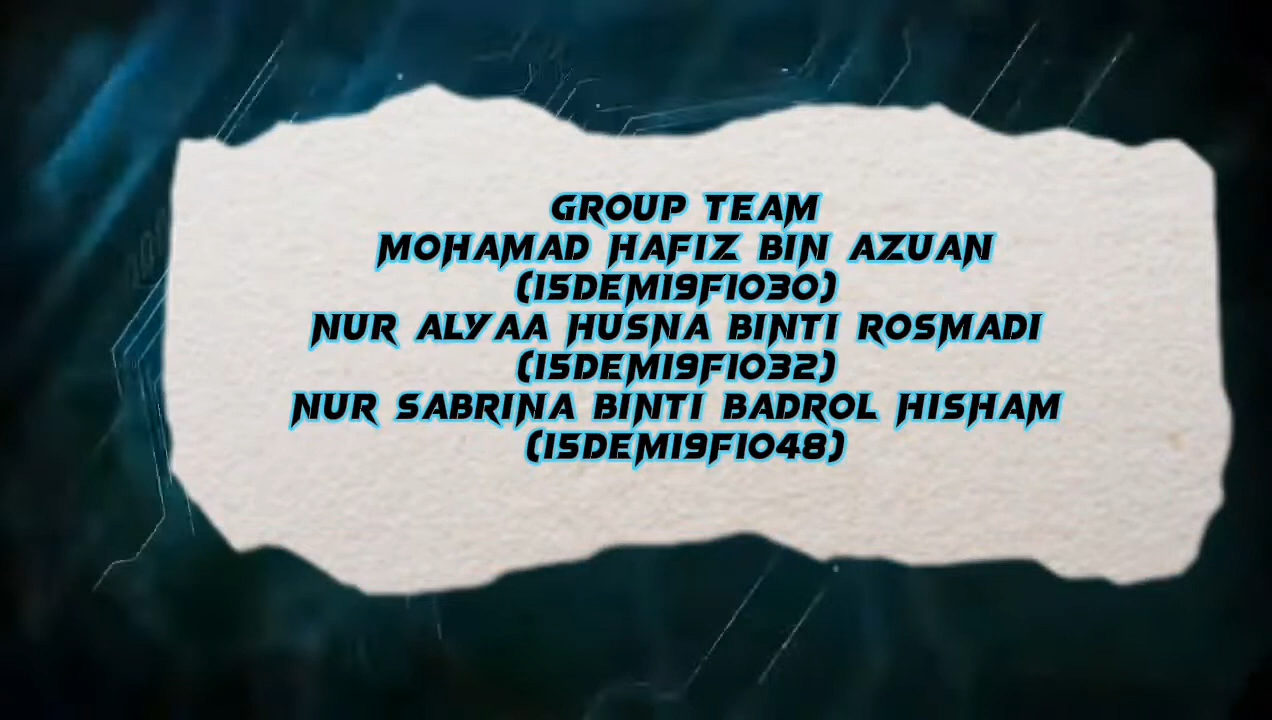 GROUP TEAM
MOHAMAD HAFIZ BIN AZUAN
(15DEM19F1030)
NUR ALYAA HUSNA BINTI ROSMADI
(15DEM19F1032)
NUR SABRINA BINTI BADROL HISHAM
(15DEM19F1048)